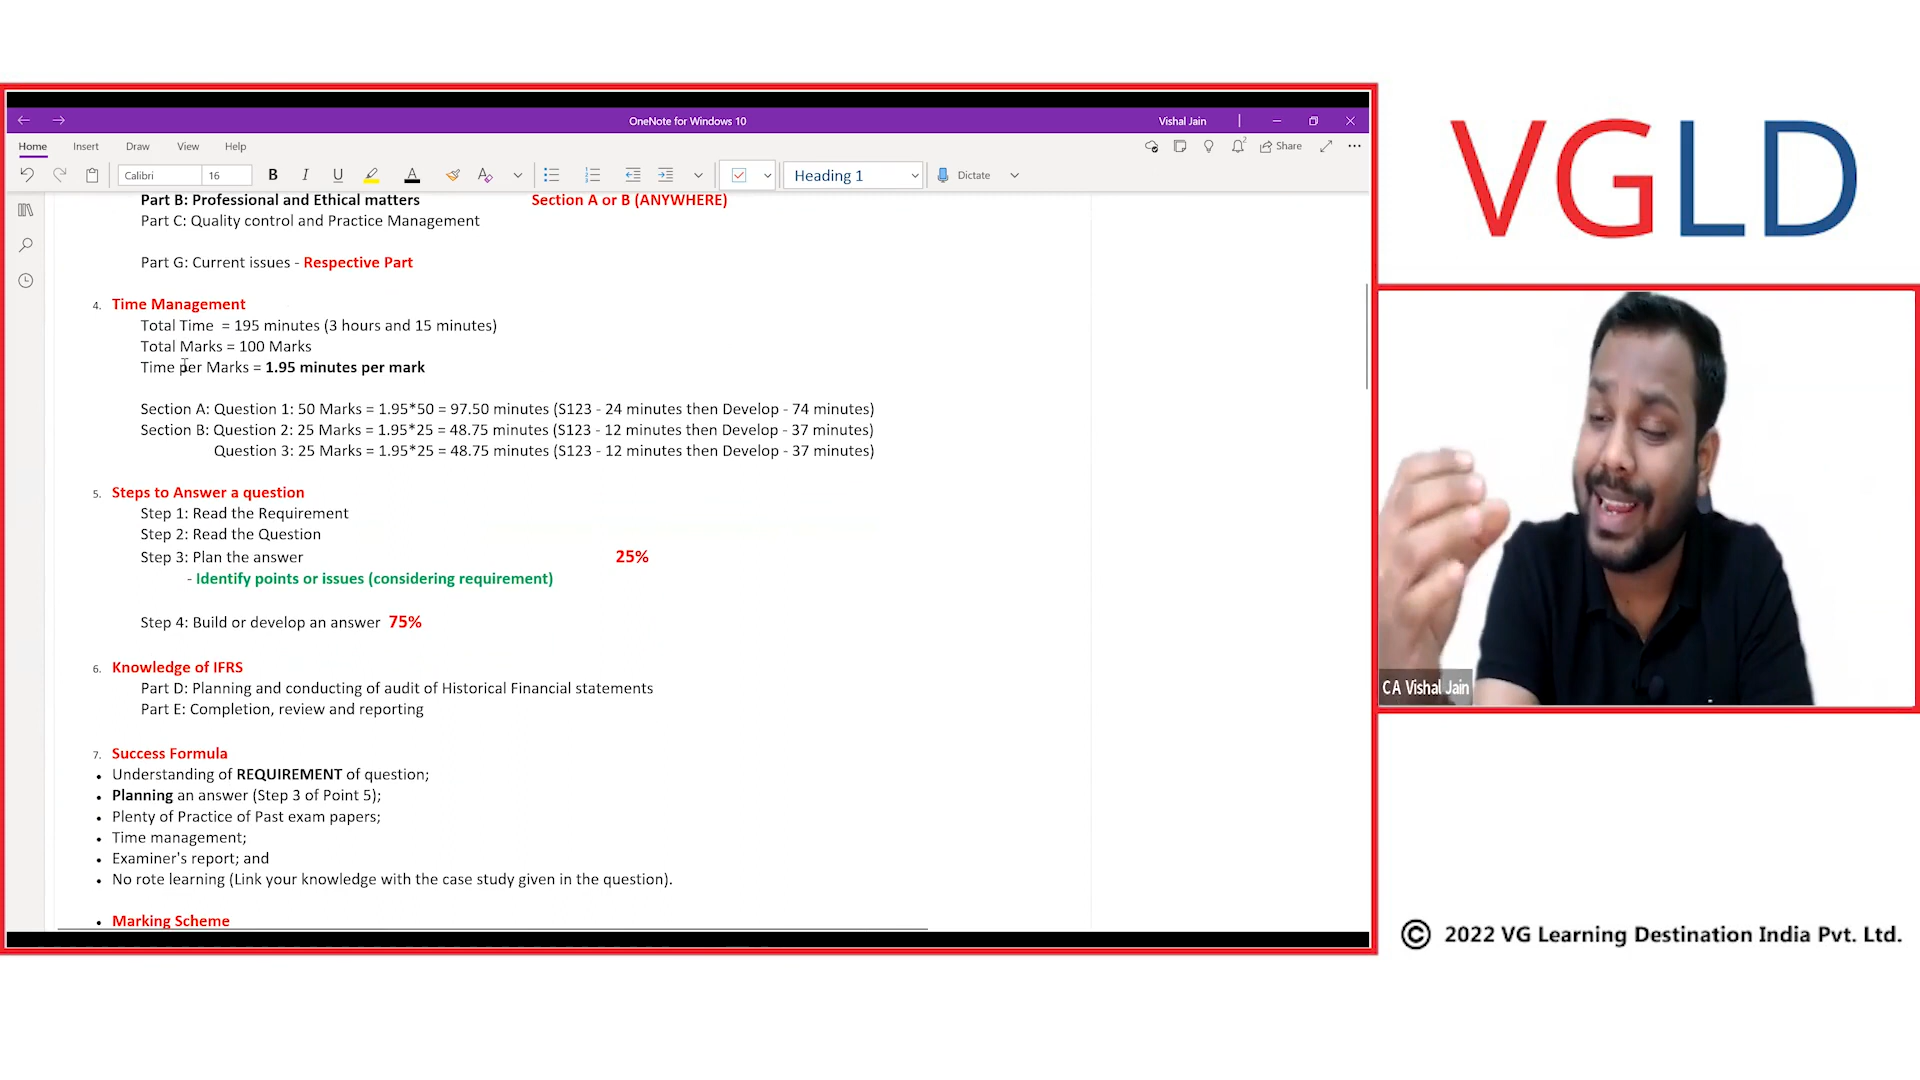 OneNote for Windows 10
Vishal Jain
Home Insert Draw View Help
Share
Calibri 16 B I U A Heading 1 Dictate
Part B: Professional and Ethical matters Section A or B (ANYWHERE)
Part C: Quality control and Practice Management
Part G: Current issues - Respective Part
4. Time Management
Total Time = 195 minutes (3 hours and 15 minutes)
Total Marks = 100 Marks
Time per Marks = 1.95 minutes per mark
Section A: Question 1: 50 Marks = 1.95*50 = 97.50 minutes (S123 - 24 minutes then Develop - 74 minutes)
Section B: Question 2: 25 Marks = 1.95*25 = 48.75 minutes (S123 - 12 minutes then Develop - 37 minutes)
Question 3: 25 Marks = 1.95*25 = 48.75 minutes (S123 - 12 minutes then Develop - 37 minutes)
5. Steps to Answer a question
Step 1: Read the Requirement
Step 2: Read the Question
Step 3: Plan the answer 25%
- Identify points or issues (considering requirement)
Step 4: Build or develop an answer 75%
6. Knowledge of IFRS
Part D: Planning and conducting of audit of Historical Financial statements
Part E: Completion, review and reporting
7. Success Formula
• Understanding of REQUIREMENT of question;
• Planning an answer (Step 3 of Point 5);
• Plenty of Practice of Past exam papers;
• Time management;
• Examiner's report; and
• No rote learning (Link your knowledge with the case study given in the question).
• Marking Scheme
VGLD
CA Vishal Jain
© 2022 VG Learning Destination India Pvt. Ltd.